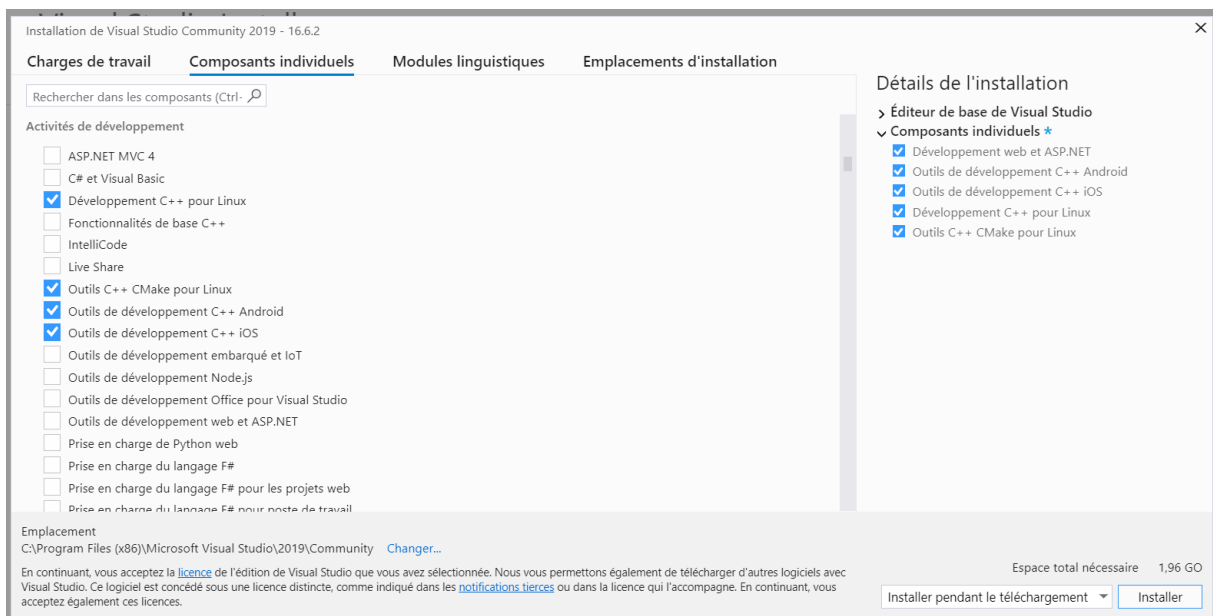 Installation de Visual Studio Community 2019 - 16.6.2
Charges de travail Composants individuels Modules linguistiques Emplacements d'installation
Rechercher dans les composants (Ctrl-
Activités de développement
ASP.NET MVC 4
C# et Visual Basic
Développement C++ pour Linux
Fonctionnalités de base C++
IntelliCode
Live Share
Outils C++ CMake pour Linux
Outils de développement C++ Android
Outils de développement C++ iOS
Outils de développement embarqué et IoT
Outils de développement Node.js
Outils de développement Office pour Visual Studio
Outils de développement web et ASP.NET
Prise en charge de Python web
Prise en charge du langage F#
Prise en charge du langage F# pour les projets web
Prise en charge du langage F# pour poste de travail
Détails de l'installation
Éditeur de base de Visual Studio
Composants individuels *
Développement web et ASP.NET
Outils de développement C++ Android
Outils de développement C++ iOS
Développement C++ pour Linux
Outils C++ CMake pour Linux
Emplacement
C:\Program Files (x86)\Microsoft Visual Studio\2019\Community Changer...
En continuant, vous acceptez la licence de l'édition de Visual Studio que vous avez sélectionnée. Nous vous permettons également de télécharger d'autres logiciels avec
Visual Studio. Ce logiciel est concédé sous une licence distincte, comme indiqué dans les notifications tierces ou dans la licence qui l'accompagne. En continuant, vous
acceptez également ces licences.
Espace total nécessaire 1,96 GO
Installer pendant le téléchargement Installer